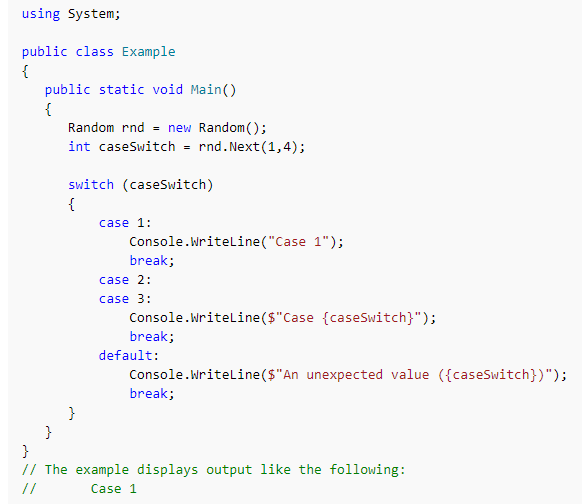 using System;

public class Example
{
   public static void Main()
   {
      Random rnd = new Random();
      int caseSwitch = rnd.Next(1,4);

      switch (caseSwitch)
      {
          case 1:
              Console.WriteLine("Case 1");
              break;
          case 2:
          case 3:
              Console.WriteLine($"Case {caseSwitch}");
              break;
          default:
              Console.WriteLine($"An unexpected value ({caseSwitch})");
              break;
      }
   }
}
// The example displays output like the following:
//       Case 1